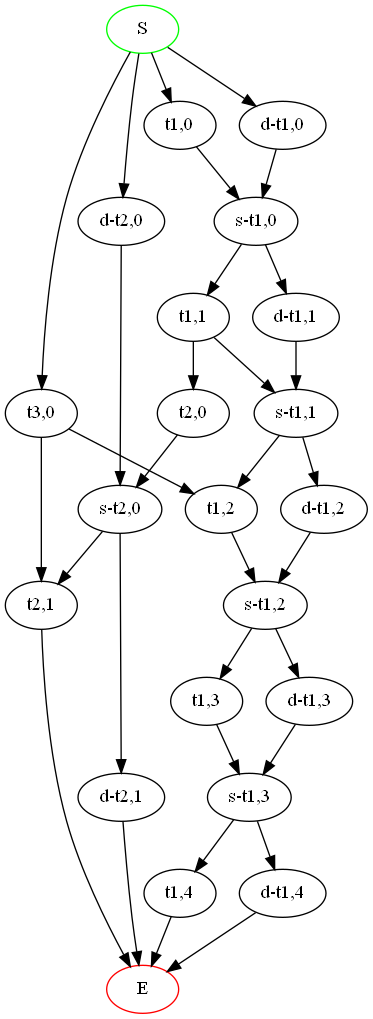 S
t1,0
d-t1,0
d-t2,0
s-t1,0
t1,1
d-t1,1
t3,0
t2,0
s-t1,1
s-t2,0
t1,2
d-t1,2
t2,1
s-t1,2
t1,3
d-t1,3
d-t2,1
s-t1,3
t1,4
d-t1,4
E